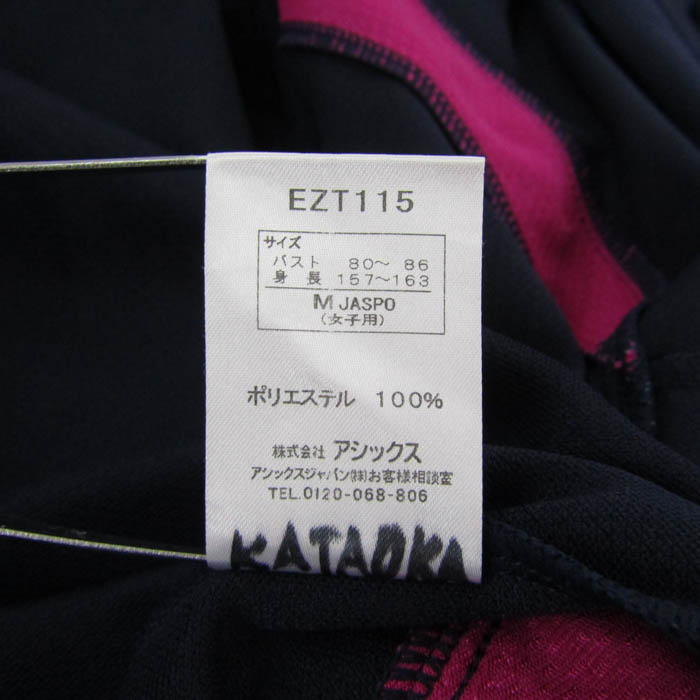 EZT115
サイズ
バスト 80～ 86
身 長 157～163
M JASPO
(女子用)
ポリエステル 100%
株式会社 アシックス
アシックスジャパン(株)お客様相談室
TEL.0120-068-806
KATAOKA